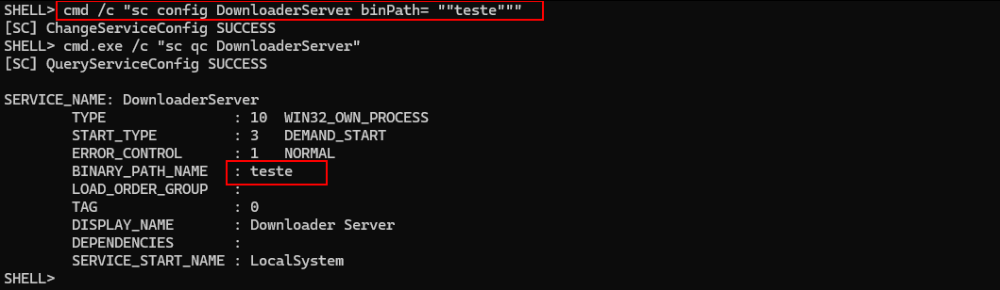 SHELL> cmd /c "sc config DownloaderServer binPath= ""teste"""
[SC] ChangeServiceConfig SUCCESS
SHELL> cmd.exe /c "sc qc DownloaderServer"
[SC] QueryServiceConfig SUCCESS
SERVICE_NAME: DownloaderServer
        TYPE               : 10  WIN32_OWN_PROCESS
        START_TYPE         : 3   DEMAND_START
        ERROR_CONTROL      : 1   NORMAL
        BINARY_PATH_NAME   : teste
        LOAD_ORDER_GROUP   :
        TAG                : 0
        DISPLAY_NAME       : Downloader Server
        DEPENDENCIES       :
        SERVICE_START_NAME : LocalSystem
SHELL>